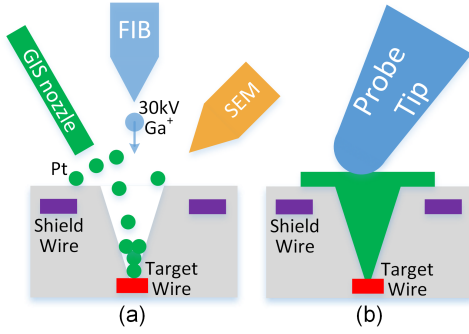 FIB
GIS nozzle
30kV
Ga⁺
SEM
Pt
Shield
Wire
Target
Wire
(a)
Probe
Tip
Shield
Wire
Target
Wire
(b)